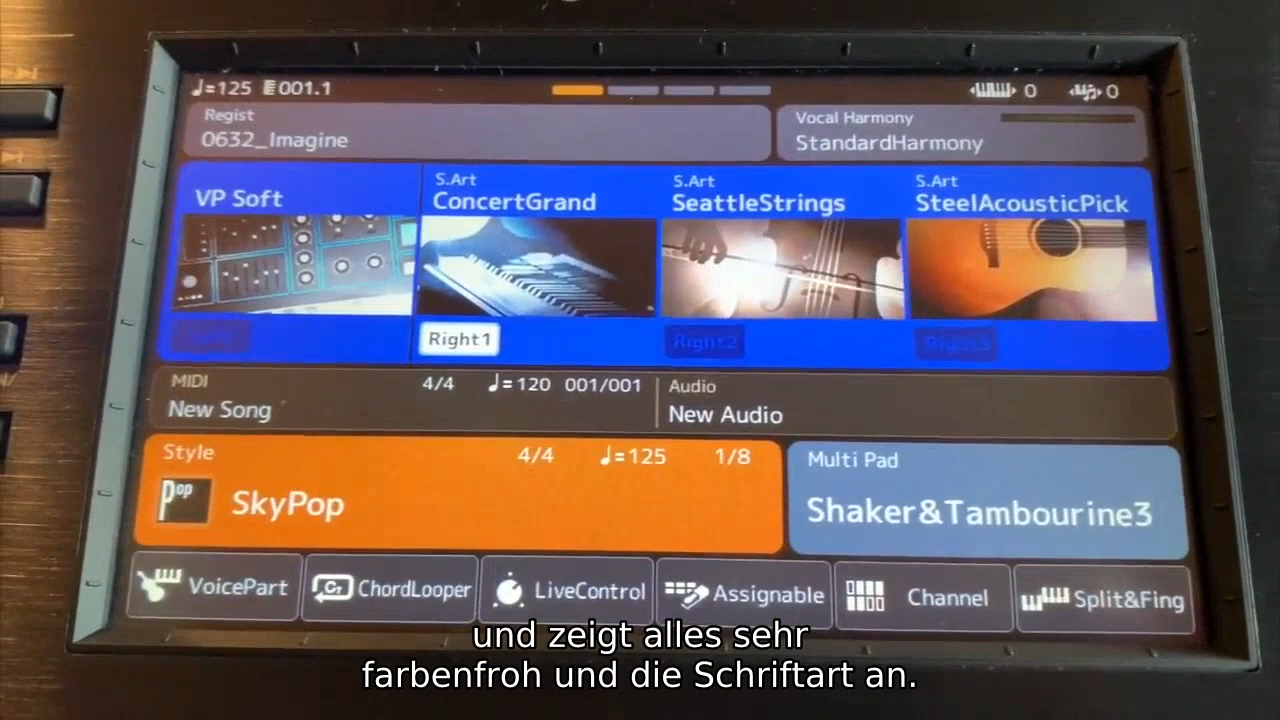 ♩=125 001.1
0 0
Regist
0632_Imagine
Vocal Harmony
StandardHarmony
VP Soft
S.Art
ConcertGrand
S.Art
SeattleStrings
S.Art
SteelAcousticPick
Right1
Right2
Right3
MIDI 4/4 ♩=120 001/001
New Song
Audio
New Audio
Style 4/4 ♩=125 1/8
Pop
SkyPop
Multi Pad
Shaker&Tambourine3
VoicePart
ChordLooper
LiveControl
Assignable
Channel
Split&Fing
und zeigt alles sehr
farbenfroh und die Schriftart an.